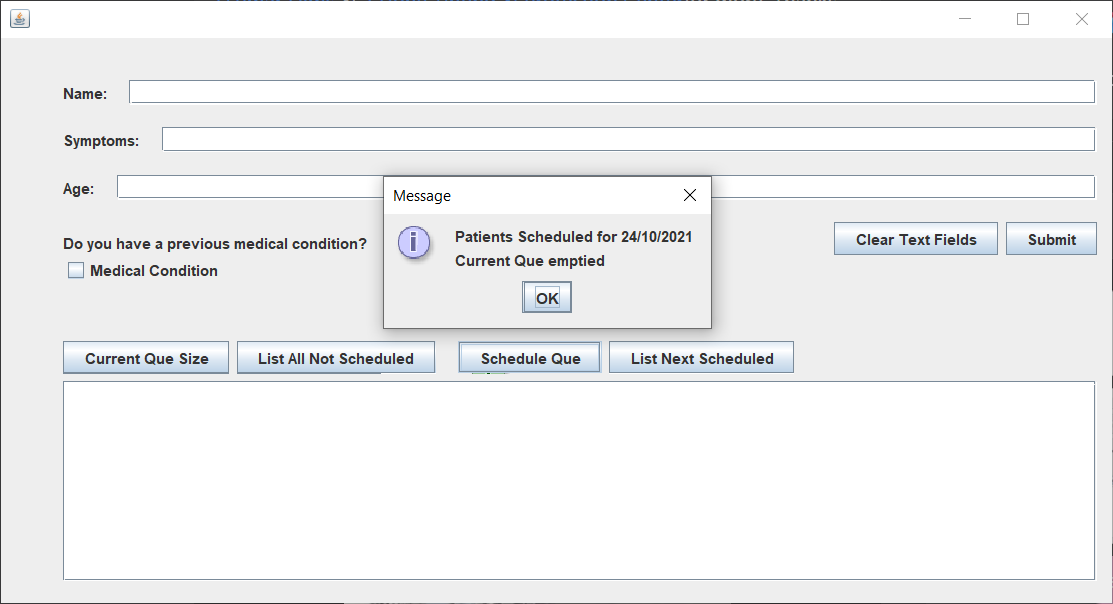 Name:
Symptoms:
Age:
Message
Patients Scheduled for 24/10/2021
Current Que emptied
OK
Do you have a previous medical condition?
Medical Condition
Clear Text Fields Submit
Current Que Size List All Not Scheduled Schedule Que List Next Scheduled